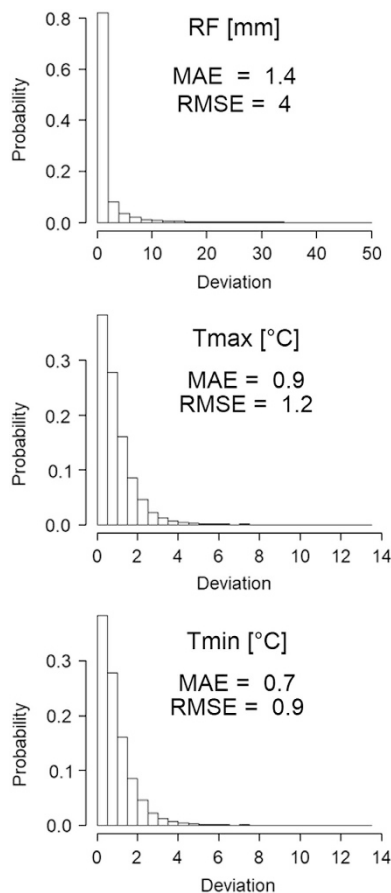 RF [mm]
MAE = 1.4
RMSE = 4
Probability
0.8
0.6
0.4
0.2
0.0
0 10 20 30 40 50
Deviation
Tmax [°C]
MAE = 0.9
RMSE = 1.2
Probability
0.3
0.2
0.1
0.0
0 2 4 6 8 10 12 14
Deviation
Tmin [°C]
MAE = 0.7
RMSE = 0.9
Probability
0.3
0.2
0.1
0.0
0 2 4 6 8 10 12 14
Deviation